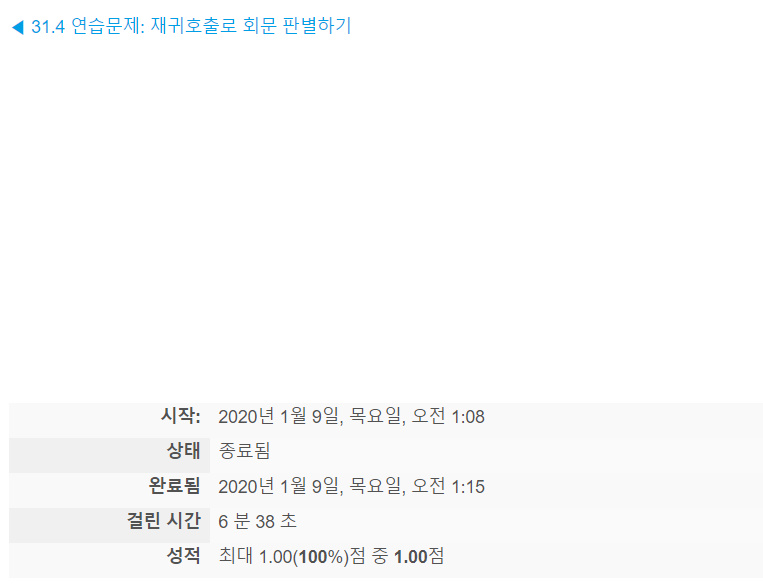 ◀ 31.4 연습문제: 재귀호출로 회문 판별하기
시작: 2020년 1월 9일, 목요일, 오전 1:08
상태 종료됨
완료됨 2020년 1월 9일, 목요일, 오전 1:15
걸린 시간 6 분 38 초
성적 최대 1.00(100%)점 중 1.00점